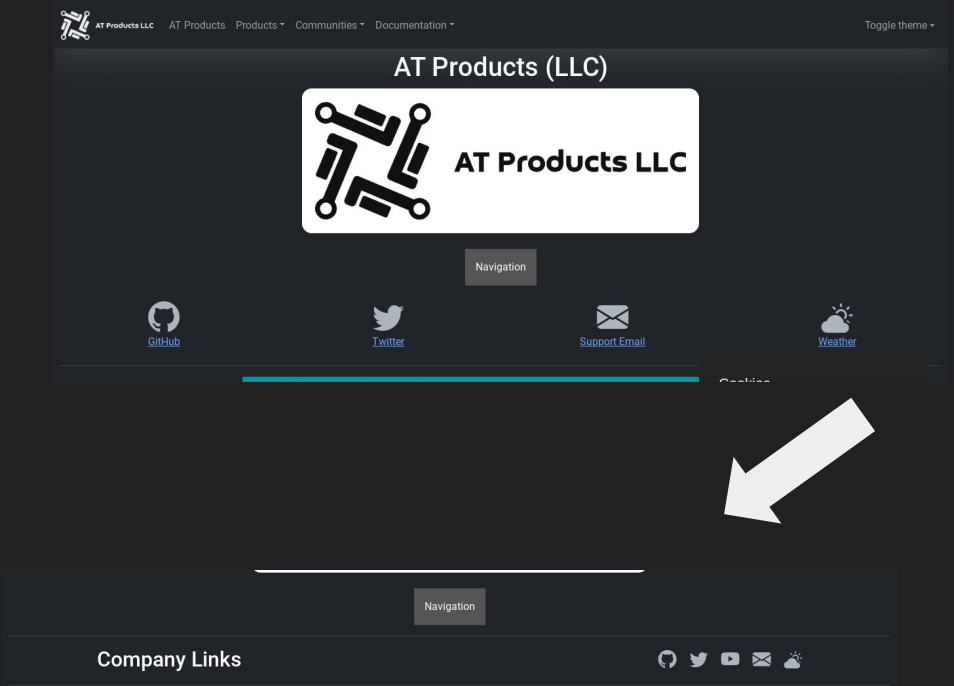 AT Products LLC AT Products Products Communities Documentation Toggle theme
AT Products (LLC)
AT Products LLC
Navigation
GitHub Twitter Support Email Weather
Cookies
Navigation
Company Links